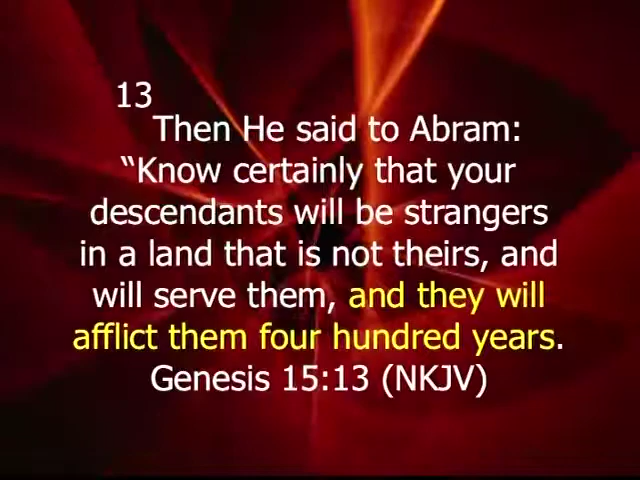 13
Then He said to Abram:
“Know certainly that your
descendants will be strangers
in a land that is not theirs, and
will serve them, and they will
afflict them four hundred years.
Genesis 15:13 (NKJV)